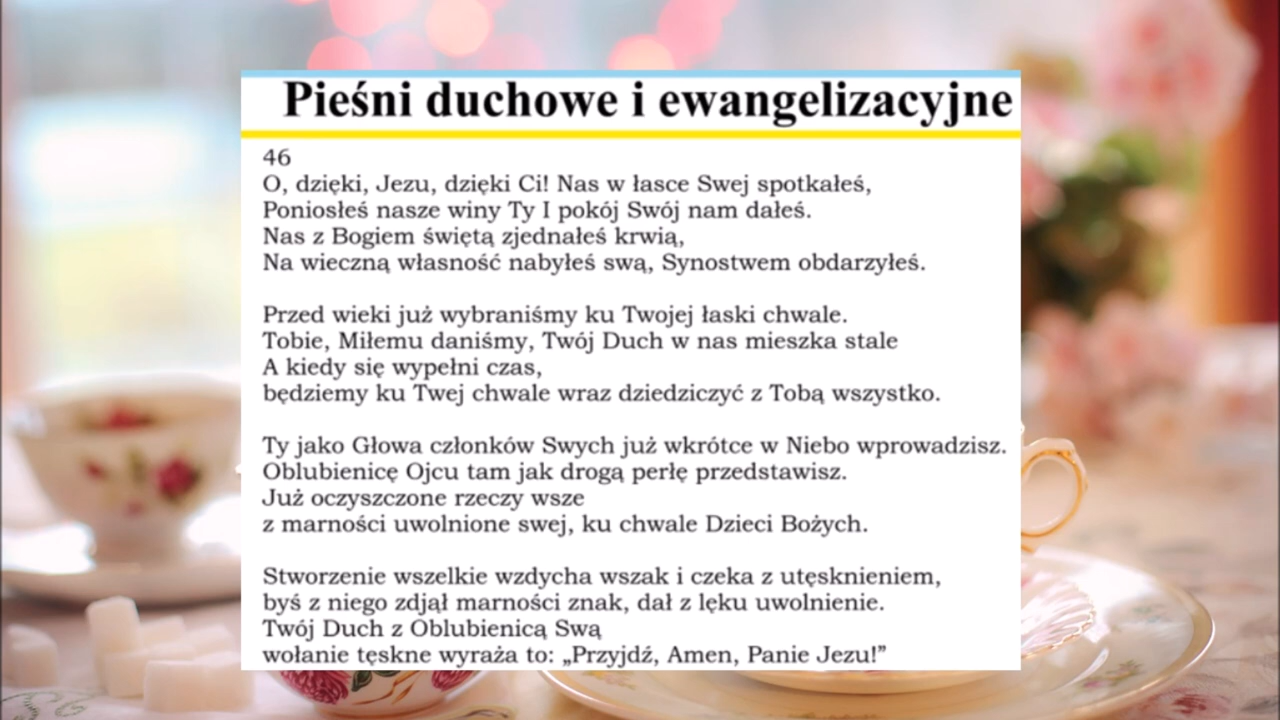 Pieśni duchowe i ewangelizacyjne
46
O, dzięki, Jezu, dzięki Ci! Nas w łasce Swej spotkałeś,
Poniosłeś nasze winy Ty I pokój Swój nam dałeś.
Nas z Bogiem świętą zjednałeś krwią,
Na wieczną własność nabyłeś swą, Synostwem obdarzyłeś.
Przed wieki już wybraniśmy ku Twojej łaski chwale.
Tobie, Miłemu daniśmy, Twój Duch w nas mieszka stale
A kiedy się wypełni czas,
będziemy ku Twej chwale wraz dziedziczyć z Tobą wszystko.
Ty jako Głowa członków Swych już wkrótce w Niebo wprowadzisz.
Oblubienicę Ojcu tam jak drogą perłę przedstawisz.
Już oczyszczone rzeczy wsze
z marności uwolnione swej, ku chwale Dzieci Bożych.
Stworzenie wszelkie wzdycha wszak i czeka z utęsknieniem,
byś z niego zdjął marności znak, dał z lęku uwolnienie.
Twój Duch z Oblubienicą Swą
wołanie tęskne wyraża to: „Przyjdź, Amen, Panie Jezu!”